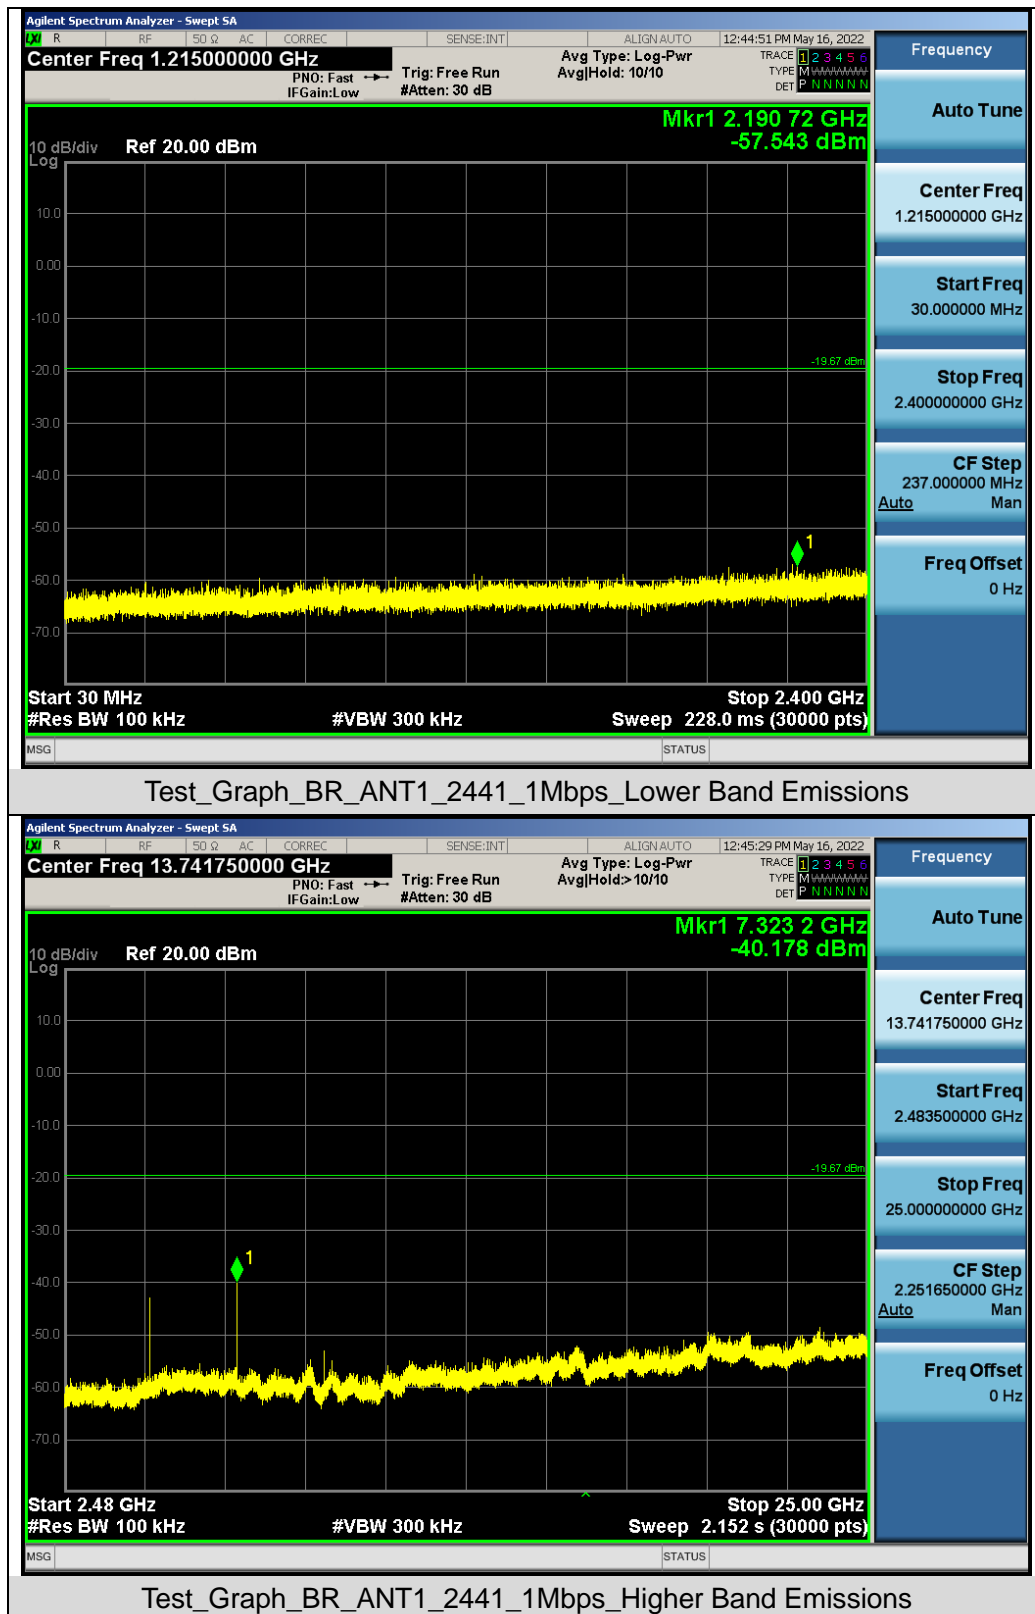 Agilent Spectrum Analyzer - Swept SA
LXI R RF 50 Ω AC CORREC SENSE:INT ALIGN AUTO 12:44:51 PM May 16, 2022
Center Freq 1.215000000 GHz
PNO: Fast
IFGain:Low
Trig: Free Run
#Atten: 30 dB
Avg Type: Log-Pwr
Avg|Hold: 10/10
TRACE 1 2 3 4 5 6
TYPE M
DET P N N N N N
Mkr1 2.190 72 GHz
-57.543 dBm
10 dB/div Ref 20.00 dBm
Log
10.0
0.00
-10.0
-19.67 dBm
-20.0
-30.0
-40.0
-50.0
1
-60.0
-70.0
Start 30 MHz Stop 2.400 GHz
#Res BW 100 kHz #VBW 300 kHz Sweep 228.0 ms (30000 pts)
MSG STATUS
Frequency
Auto Tune
Center Freq
1.215000000 GHz
Start Freq
30.000000 MHz
Stop Freq
2.400000000 GHz
CF Step
237.000000 MHz
Auto Man
Freq Offset
0 Hz
Test_Graph_BR_ANT1_2441_1Mbps_Lower Band Emissions
Agilent Spectrum Analyzer - Swept SA
LXI R RF 50 Ω AC CORREC SENSE:INT ALIGN AUTO 12:45:29 PM May 16, 2022
Center Freq 13.741750000 GHz
PNO: Fast
IFGain:Low
Trig: Free Run
#Atten: 30 dB
Avg Type: Log-Pwr
Avg|Hold:>10/10
TRACE 1 2 3 4 5 6
TYPE M
DET P N N N N N
Mkr1 7.323 2 GHz
-40.178 dBm
10 dB/div Ref 20.00 dBm
Log
10.0
0.00
-10.0
-19.67 dBm
-20.0
-30.0
1
-40.0
-50.0
-60.0
-70.0
Start 2.48 GHz Stop 25.00 GHz
#Res BW 100 kHz #VBW 300 kHz Sweep 2.152 s (30000 pts)
MSG STATUS
Frequency
Auto Tune
Center Freq
13.741750000 GHz
Start Freq
2.483500000 GHz
Stop Freq
25.000000000 GHz
CF Step
2.251650000 GHz
Auto Man
Freq Offset
0 Hz
Test_Graph_BR_ANT1_2441_1Mbps_Higher Band Emissions